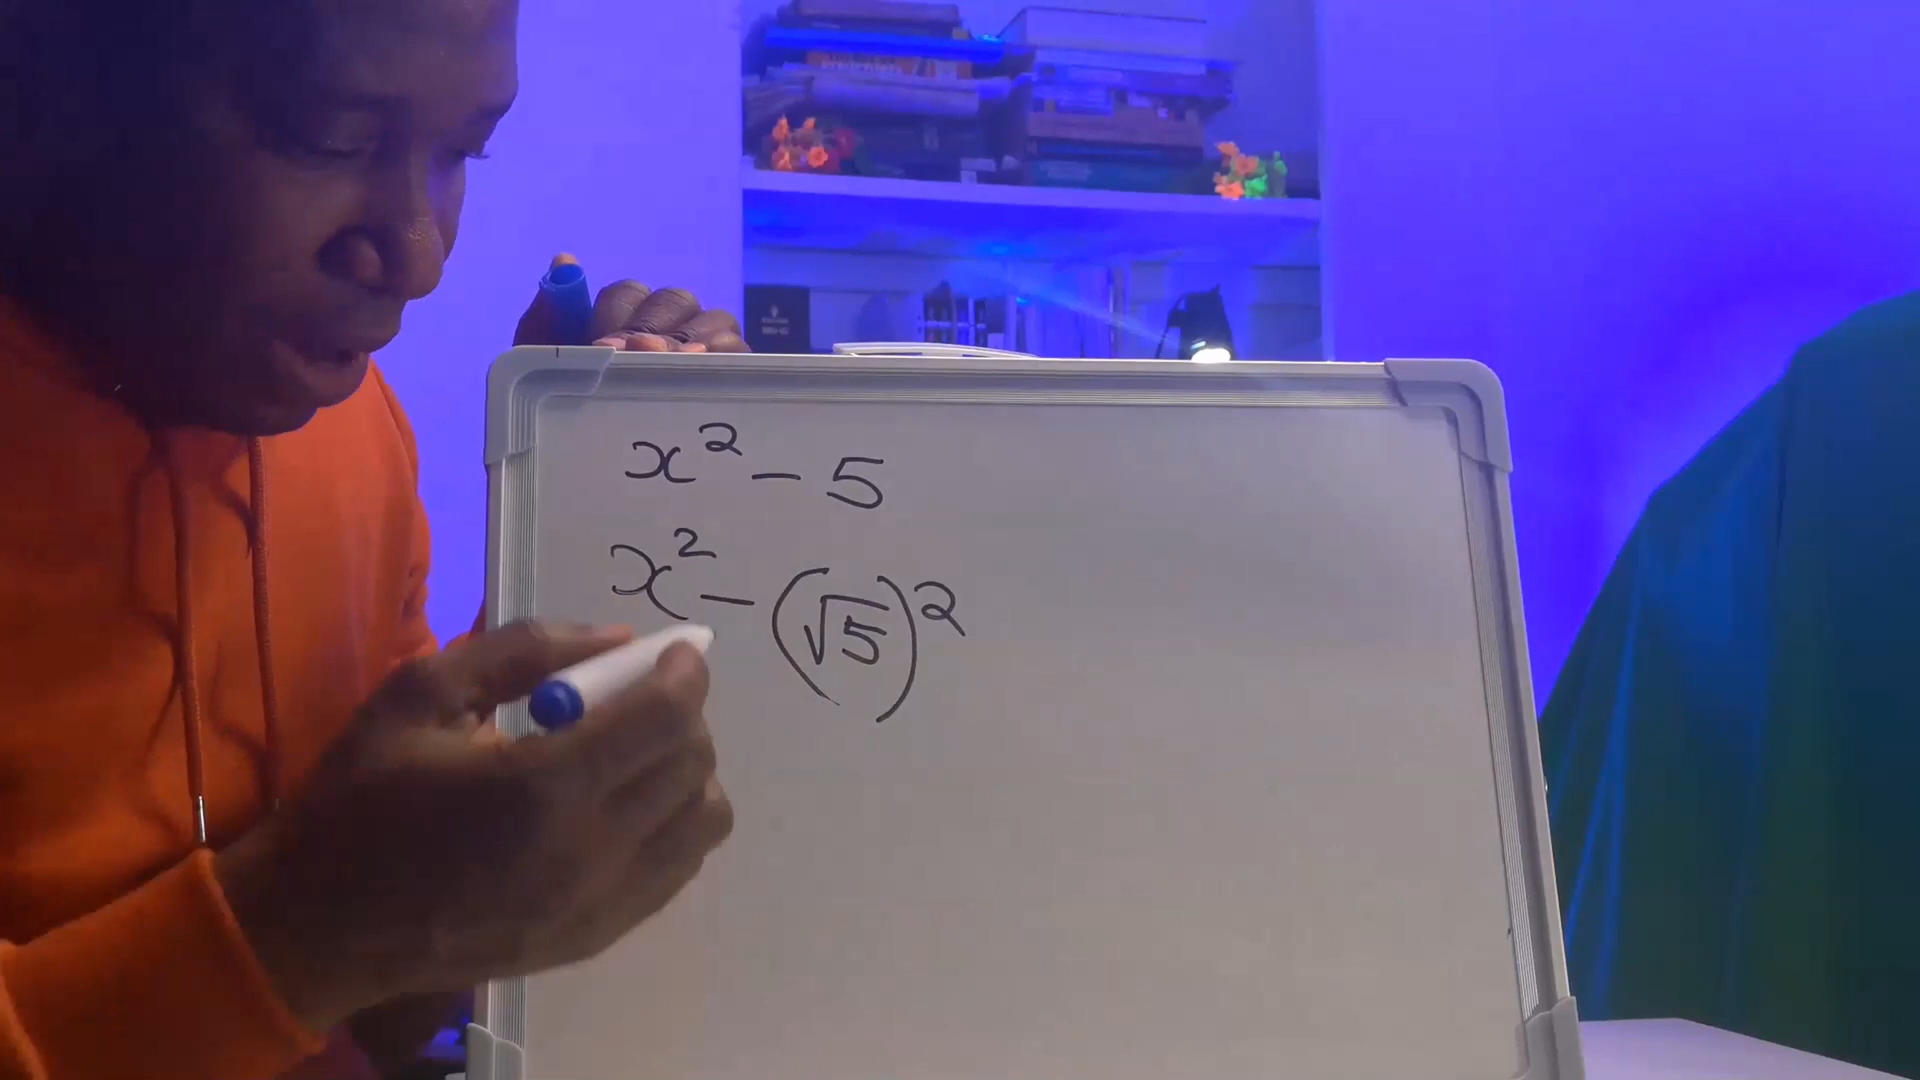 x² - 5
x² - (√5)²